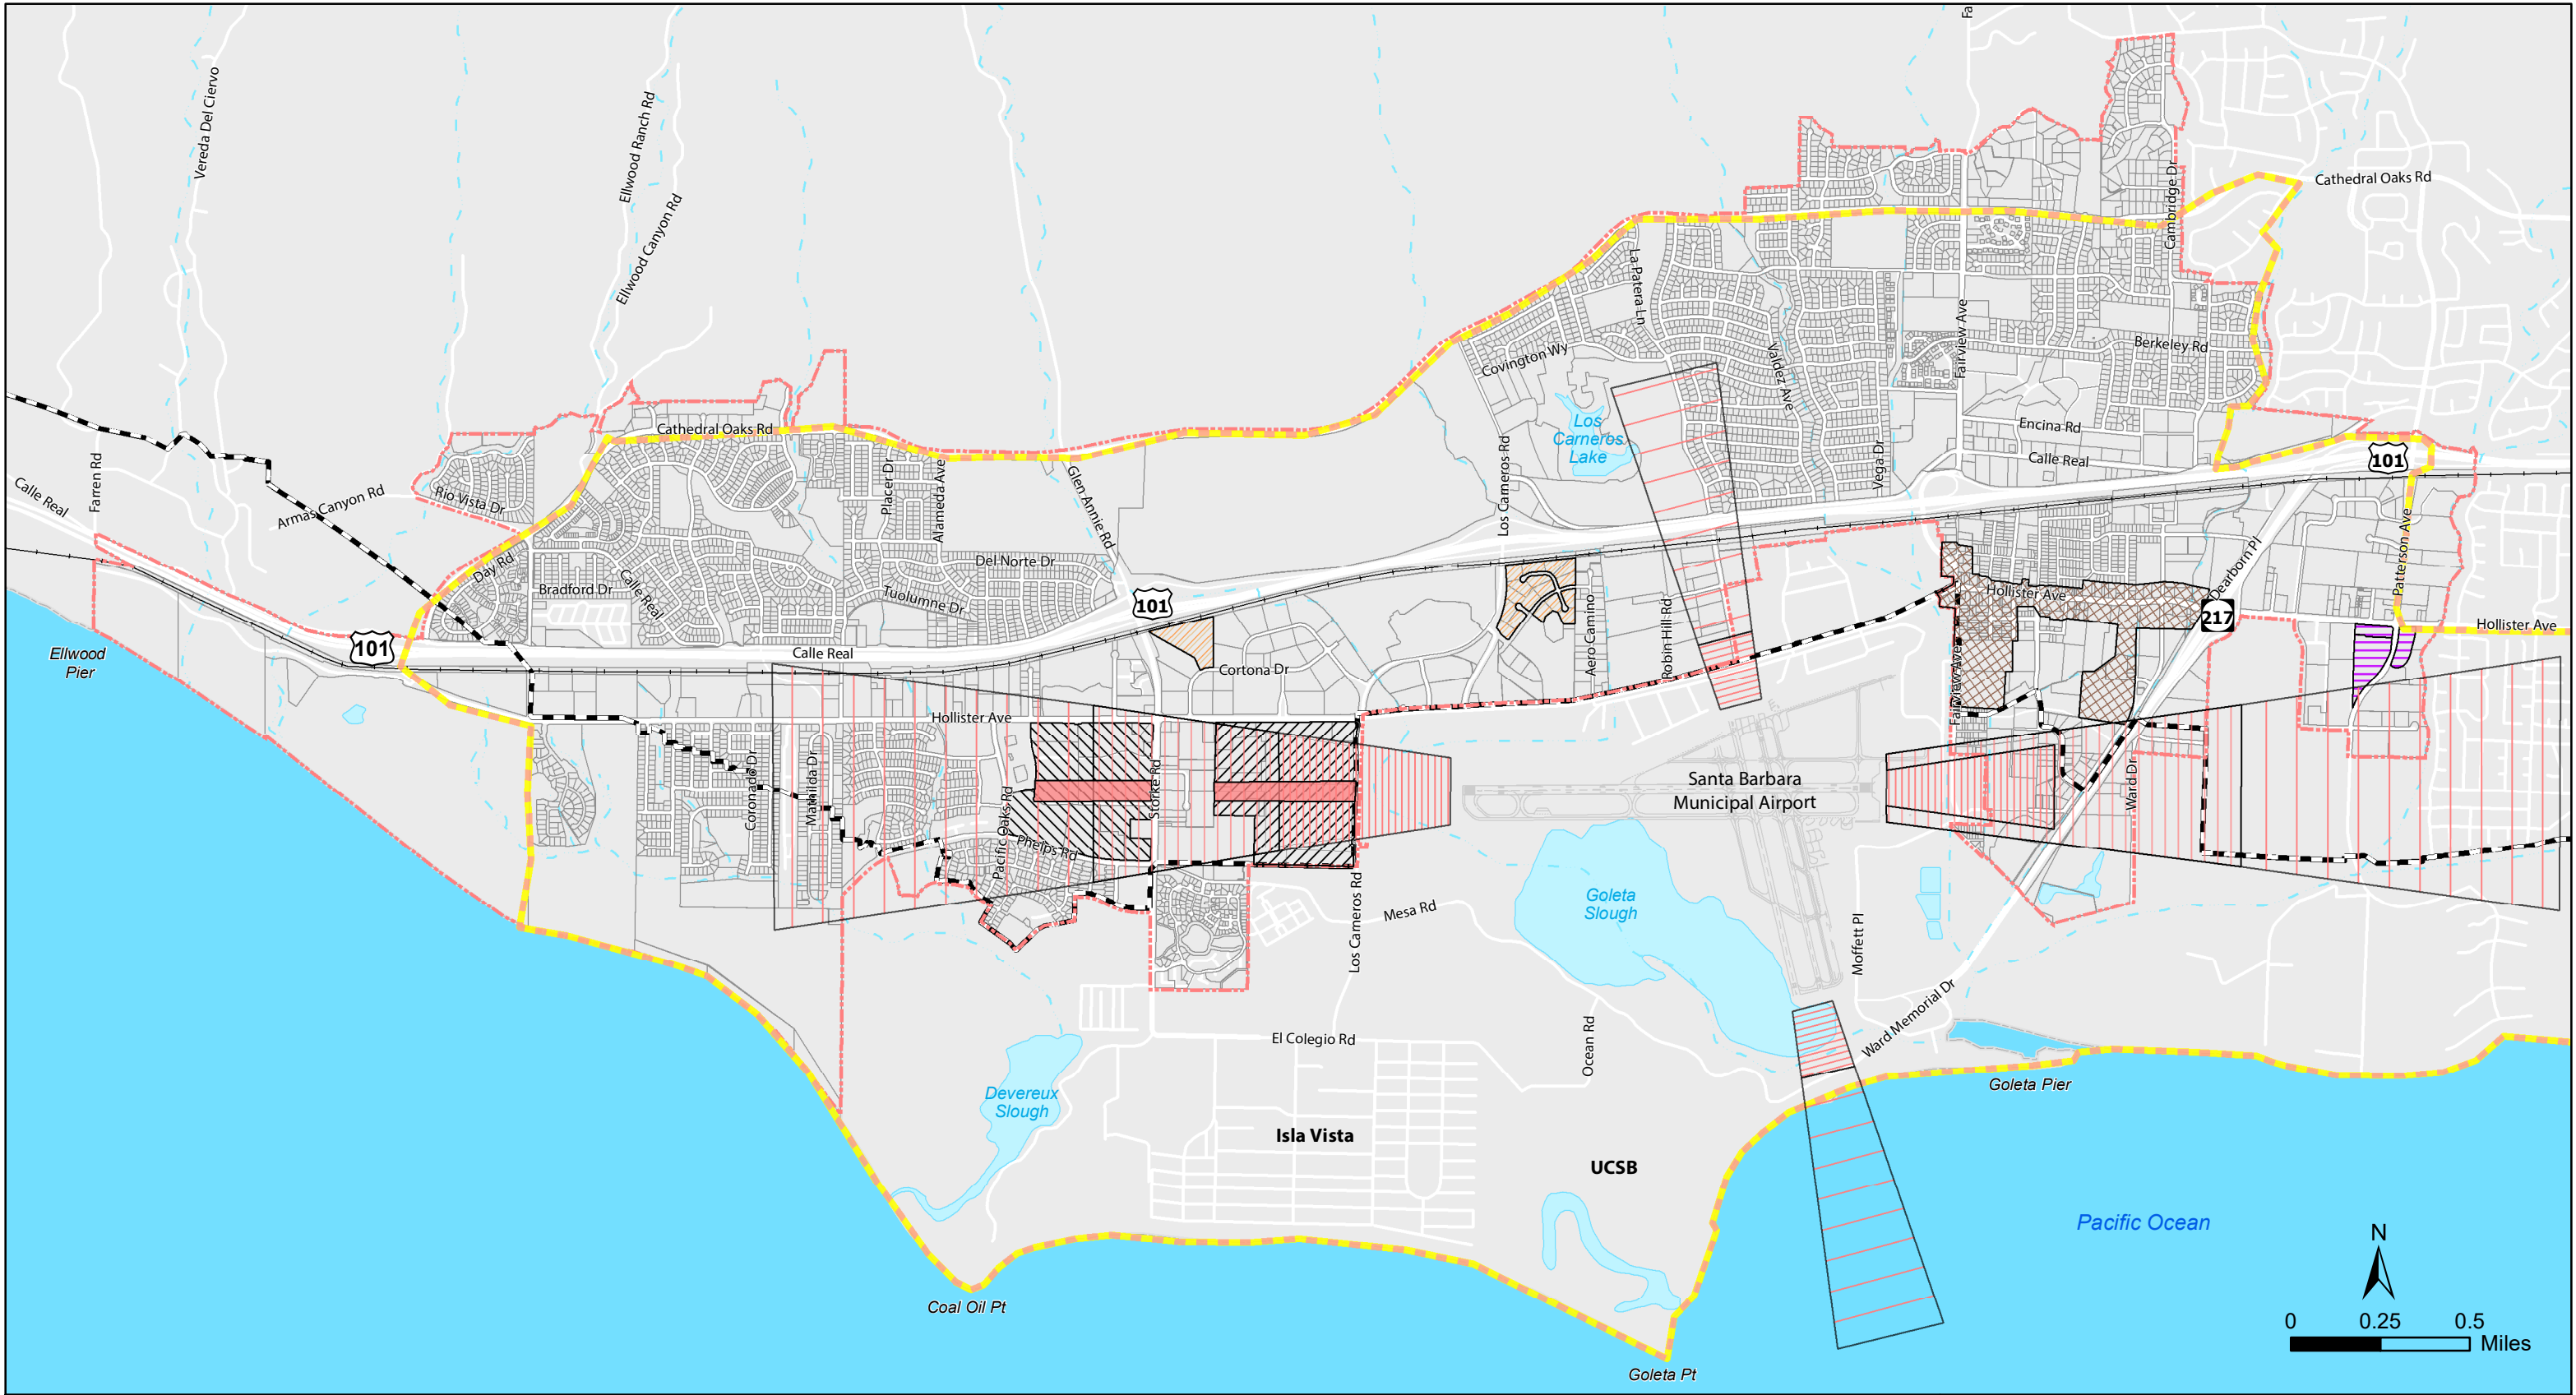 Fa
Vereda Del Ciervo
Ellwood Ranch Rd
Ellwood Canyon Rd
Cathedral Oaks Rd
Cambridge Dr
La Patera Ln
Fairview Ave
Valdez Ave
Berkeley Rd
Covington Wy
Los
Carneros
Lake
Cathedral Oaks Rd
Encina Rd
Calle Real
101
Vega Dr
Los Carneros Rd
Farren Rd
Calle Real
Armas Canyon Rd
Rio Vista Dr
Placer Dr
Alameda Ave
Glen Annie Rd
Day Rd
Bradford Dr
Calle Real
Del Norte Dr
Tuolumne Dr
101
Patterson Ave
Dearborn Pl
Hollister Ave
217
Hollister Ave
Ellwood
Pier
101
Calle Real
Cortona Dr
Aero Camino
Robin Hill Rd
Fairview Ave
Hollister Ave
Coronado Dr
Mathilda Dr
Pacific Oaks Rd
Storke Rd
Phelps Rd
Santa Barbara
Municipal Airport
Ward Dr
Los Carneros Rd
Mesa Rd
Goleta
Slough
Moffett Pl
Ward Memorial Dr
El Colegio Rd
Ocean Rd
Goleta Pier
Devereux
Slough
Isla Vista
UCSB
Pacific Ocean
N
Coal Oil Pt
0 0.25 0.5
Miles
Goleta Pt